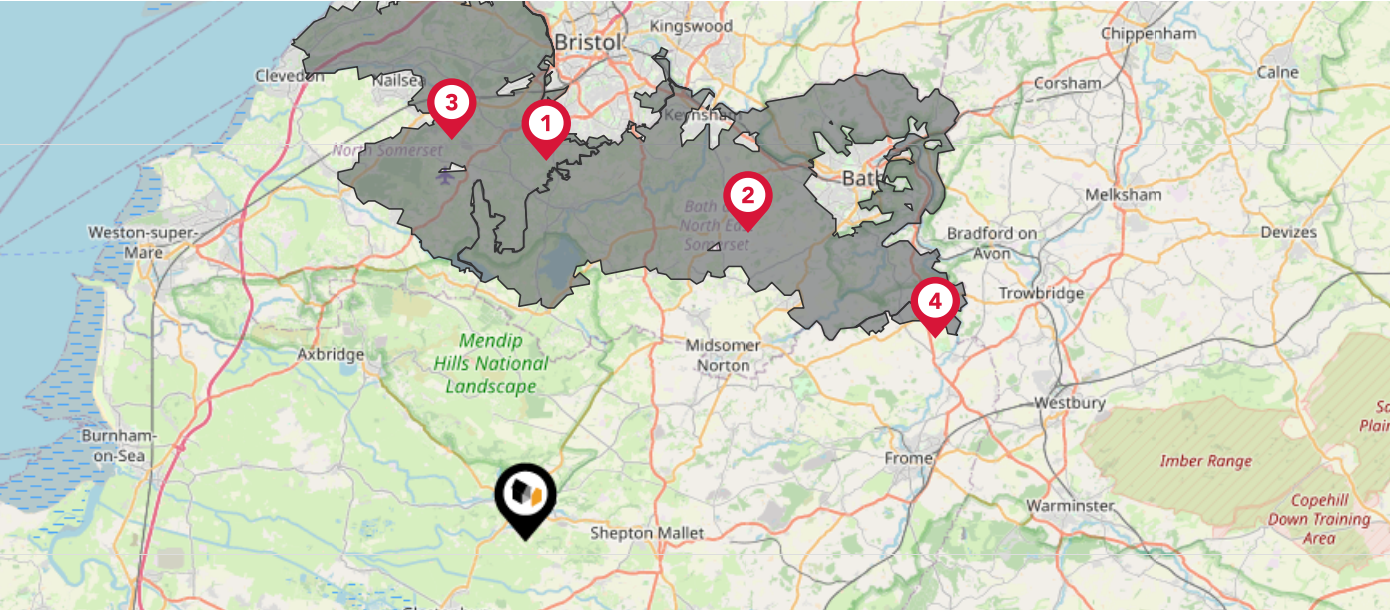 Bristol
Kingswood
Chippenham
Clevedon
Nailsea
Corsham
Calne
3
1
Keynsham
North Somerset
Bath
Melksham
2
Bath
North East
Somerset
Weston-super-
Mare
Bradford on
Avon
Devizes
Trowbridge
4
Mendip
Hills National
Landscape
Axbridge
Midsomer
Norton
Westbury
Burnham-
on-Sea
Frome
Imber Range
Warminster
Copehill
Down Training
Area
Shepton Mallet